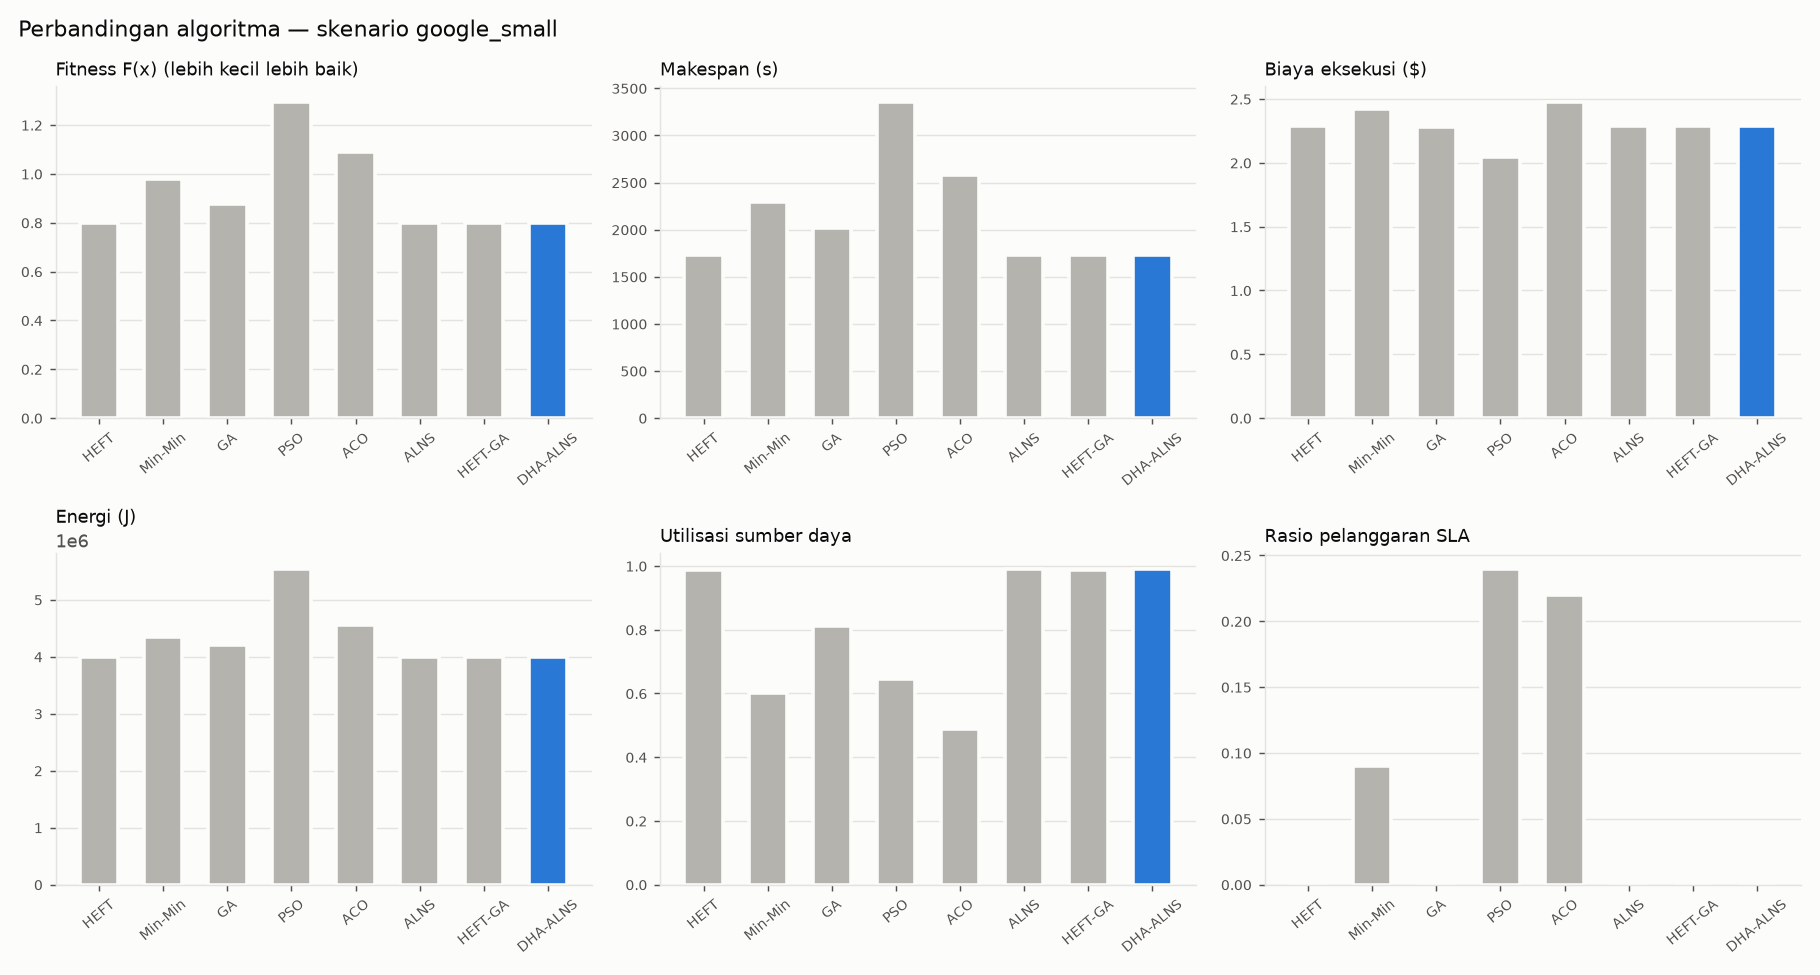 Perbandingan algoritma — skenario google_small
Fitness F(x) (lebih kecil lebih baik)
1.2
1.0
0.8
0.6
0.4
0.2
0.0
HEFT
Min-Min
GA
PSO
ACO
ALNS
HEFT-GA
DHA-ALNS
Makespan (s)
3500
3000
2500
2000
1500
1000
500
0
HEFT
Min-Min
GA
PSO
ACO
ALNS
HEFT-GA
DHA-ALNS
Biaya eksekusi ($)
2.5
2.0
1.5
1.0
0.5
0.0
HEFT
Min-Min
GA
PSO
ACO
ALNS
HEFT-GA
DHA-ALNS
Energi (J)
1e6
5
4
3
2
1
0
HEFT
Min-Min
GA
PSO
ACO
ALNS
HEFT-GA
DHA-ALNS
Utilisasi sumber daya
1.0
0.8
0.6
0.4
0.2
0.0
HEFT
Min-Min
GA
PSO
ACO
ALNS
HEFT-GA
DHA-ALNS
Rasio pelanggaran SLA
0.25
0.20
0.15
0.10
0.05
0.00
HEFT
Min-Min
GA
PSO
ACO
ALNS
HEFT-GA
DHA-ALNS